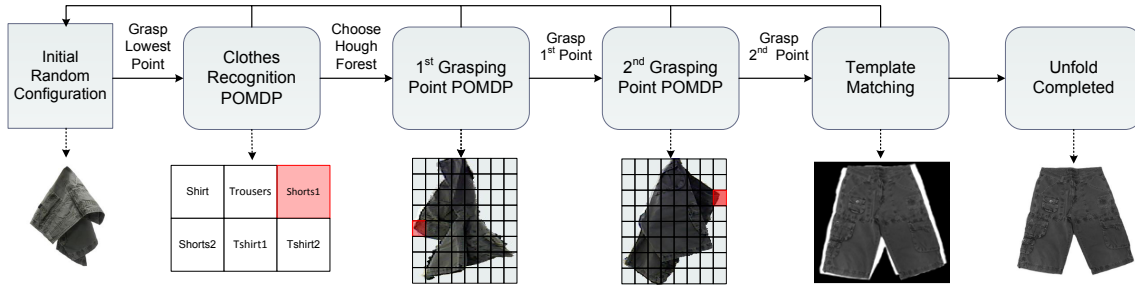 Initial
Random
Configuration
Grasp
Lowest
Point
Clothes
Recognition
POMDP
Choose
Hough
Forest
1st Grasping
Point POMDP
Grasp
1st Point
2nd Grasping
Point POMDP
Grasp
2nd Point
Template
Matching
Unfold
Completed
Shirt
Trousers
Shorts1
Shorts2
Tshirt1
Tshirt2